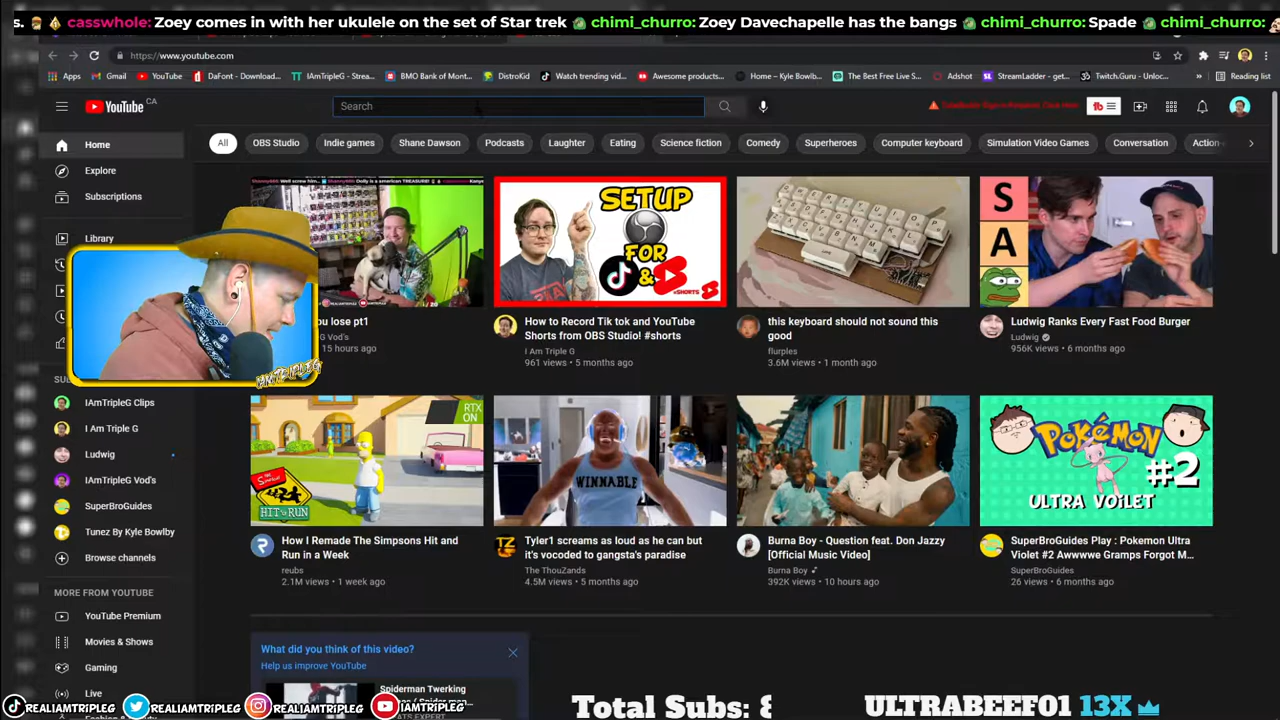 s. casswhole: Zoey comes in with her ukulele on the set of Star trek chimi_churro: Zoey Davechapelle has the bangs chimi_churro: Spade chimi_churro:
https://www.youtube.com
Apps Gmail YouTube DaFont - Download... IAmTripleG - Strea... BMO Bank of Mont... DistroKid Watch trending vid... Awesome products... Home – Kyle Bowlb... The Best Free Live S... Adshot StreamLadder - get... Twitch.Guru - Unloc... Reading list
YouTube CA
Search
Home
All OBS Studio Indie games Shane Dawson Podcasts Laughter Eating Science fiction Comedy Superheroes Computer keyboard Simulation Video Games Conversation Action
Explore
Subscriptions
Library
SETUP
FOR
&
#SHORTS
S
A
ou lose pt1
G Vod's
15 hours ago
How to Record Tik tok and YouTube
Shorts from OBS Studio! #shorts
I Am Triple G
961 views • 5 months ago
this keyboard should not sound this
good
flurples
3.6M views • 1 month ago
Ludwig Ranks Every Fast Food Burger
Ludwig
956K views • 6 months ago
IAMTRIPLEG
SU
IAmTripleG Clips
I Am Triple G
Ludwig
IAmTripleG Vod's
SuperBroGuides
Tunez By Kyle Bowlby
Browse channels
RTX
ON
The Simpsons
HIT & RUN
WINNABLE
POKéMON
#2
ULTRA VOiLET
How I Remade The Simpsons Hit and
Run in a Week
reubs
2.1M views • 1 week ago
Tyler1 screams as loud as he can but
it's vocoded to gangsta's paradise
The ThouZands
4.5M views • 5 months ago
Burna Boy - Question feat. Don Jazzy
[Official Music Video]
Burna Boy
392K views • 10 hours ago
SuperBroGuides Play : Pokemon Ultra
Violet #2 Awwwwe Gramps Forgot M...
SuperBroGuides
26 views • 6 months ago
MORE FROM YOUTUBE
YouTube Premium
Movies & Shows
Gaming
Live
What did you think of this video?
Help us improve YouTube
Spiderman Twerking
Total Subs: 8
ULTRABEEF01 13X
REALIAMTRIPLEG REALIAMTRIPLEG REALIAMTRIPLEG IAMTRIPLEG